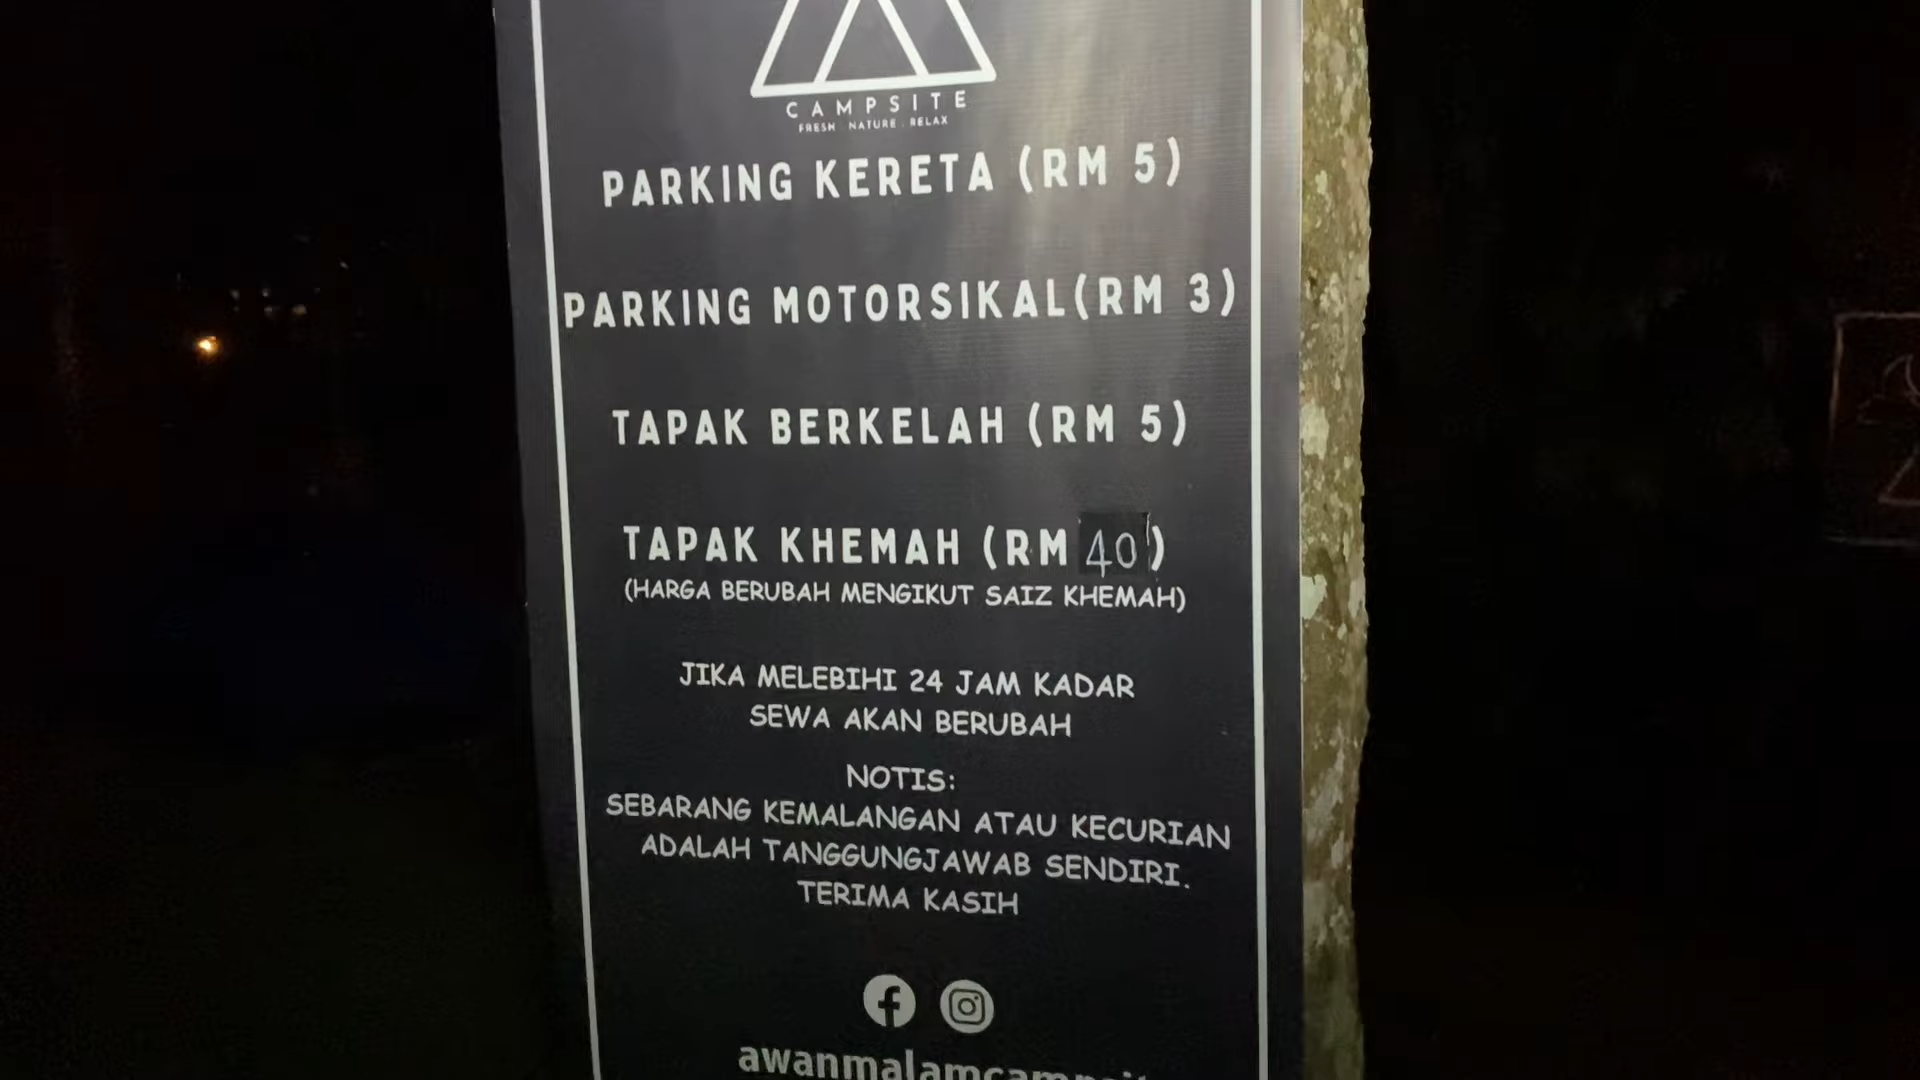 CAMPSITE
FRESH . NATURE . RELAX
PARKING KERETA (RM 5)
PARKING MOTORSIKAL(RM 3)
TAPAK BERKELAH (RM 5)
TAPAK KHEMAH (RM 40)
(HARGA BERUBAH MENGIKUT SAIZ KHEMAH)
JIKA MELEBIHI 24 JAM KADAR
SEWA AKAN BERUBAH
NOTIS:
SEBARANG KEMALANGAN ATAU KECURIAN
ADALAH TANGGUNGJAWAB SENDIRI.
TERIMA KASIH
awanmalamcampsit